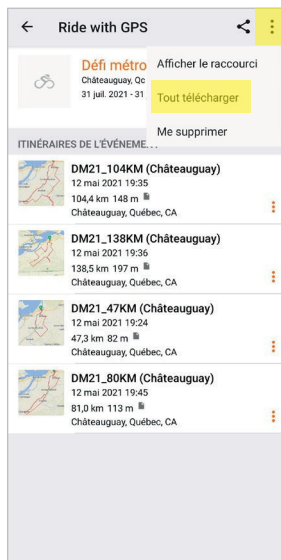 Ride with GPS
Défi métro
Châteauguay, Qc
31 juil. 2021 - 31
Afficher le raccourci
Tout télécharger
Me supprimer
ITINÉRAIRES DE L'ÉVÉNEME
DM21_104KM (Châteauguay)
12 mai 2021 19:35
104,4 km 148 m
Châteauguay, Québec, CA
DM21_138KM (Châteauguay)
12 mai 2021 19:36
138,5 km 197 m
Châteauguay, Québec, CA
DM21_47KM (Châteauguay)
12 mai 2021 19:24
47,3 km 82 m
Châteauguay, Québec, CA
DM21_80KM (Châteauguay)
12 mai 2021 19:45
81,0 km 113 m
Châteauguay, Québec, CA